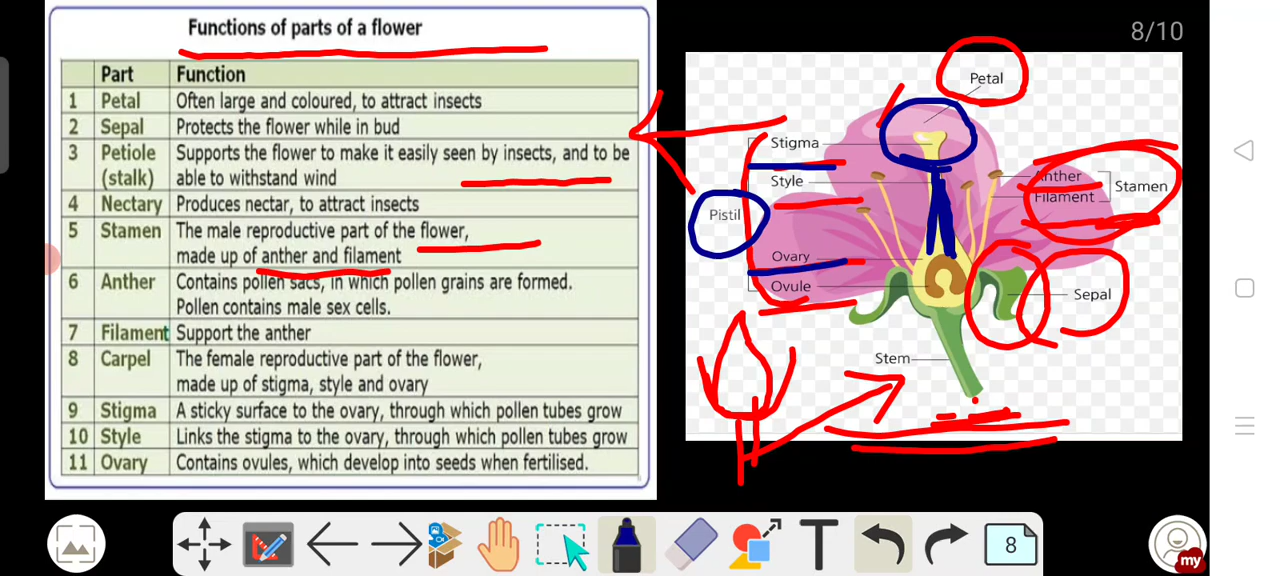 Functions of parts of a flower
Part Function
1 Petal Often large and coloured, to attract insects
2 Sepal Protects the flower while in bud
3 Petiole Supports the flower to make it easily seen by insects, and to be
(stalk) able to withstand wind
4 Nectary Produces nectar, to attract insects
5 Stamen The male reproductive part of the flower,
made up of anther and filament
6 Anther Contains pollen sacs, in which pollen grains are formed.
Pollen contains male sex cells.
7 Filament Support the anther
8 Carpel The female reproductive part of the flower,
made up of stigma, style and ovary
9 Stigma A sticky surface to the ovary, through which pollen tubes grow
10 Style Links the stigma to the ovary, through which pollen tubes grow
11 Ovary Contains ovules, which develop into seeds when fertilised.
8/10
Petal
Stigma
Style
Anther
Filament
Stamen
Pistil
Ovary
Ovule
Sepal
Stem
T
8
my